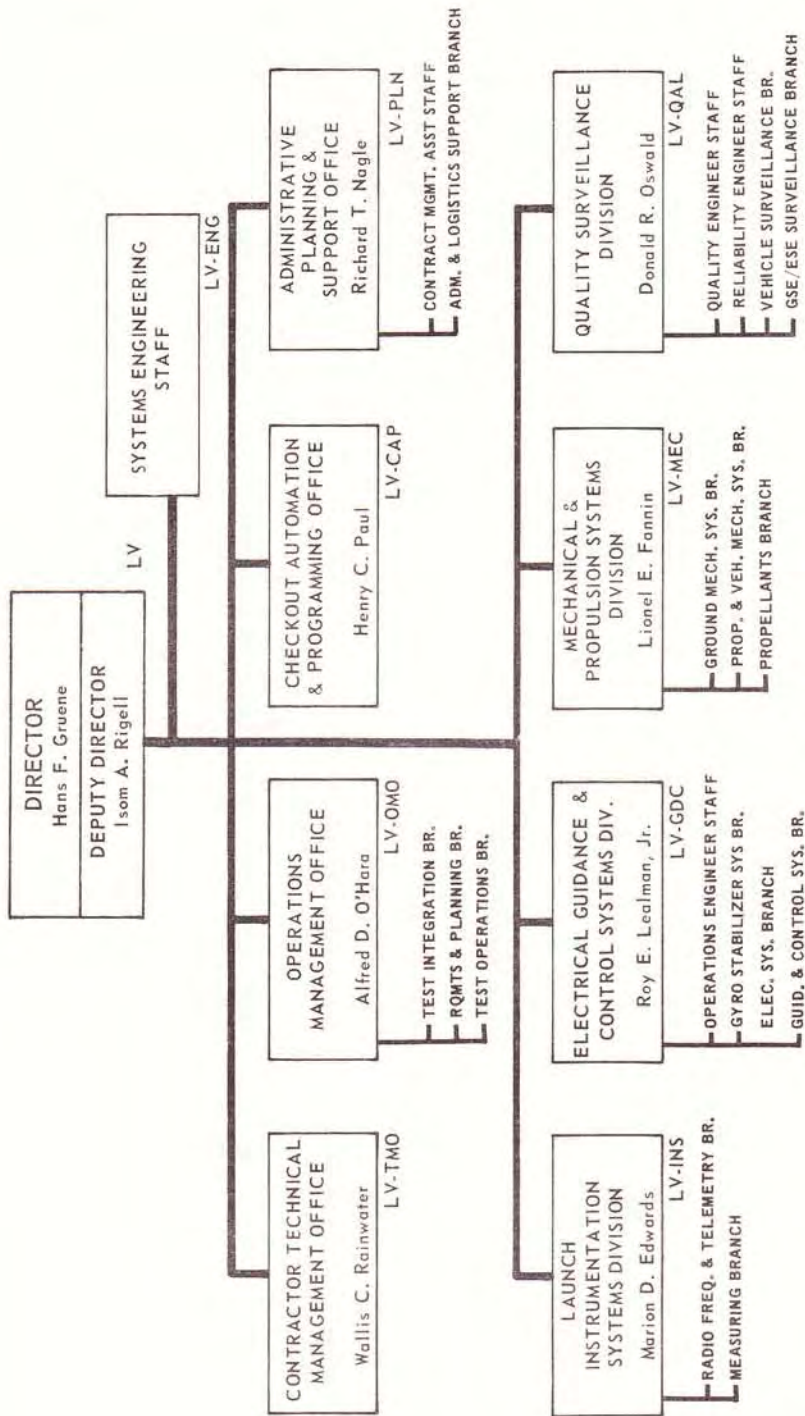 DIRECTOR
Hans F. Gruene
DEPUTY DIRECTOR
Isom A. Rigell
LV
SYSTEMS ENGINEERING
STAFF
LV-ENG
CONTRACTOR TECHNICAL
MANAGEMENT OFFICE
Wallis C. Rainwater
LV-TMO
OPERATIONS
MANAGEMENT OFFICE
Alfred D. O'Hara
LV-OMO
TEST INTEGRATION BR.
RQMTS & PLANNING BR.
TEST OPERATIONS BR.
CHECKOUT AUTOMATION
& PROGRAMMING OFFICE
Henry C. Paul
LV-CAP
ADMINISTRATIVE
PLANNING &
SUPPORT OFFICE
Richard T. Nagle
LV-PLN
CONTRACT MGMT. ASST STAFF
ADM. & LOGISTICS SUPPORT BRANCH
LAUNCH
INSTRUMENTATION
SYSTEMS DIVISION
Marion D. Edwards
LV-INS
RADIO FREQ. & TELEMETRY BR.
MEASURING BRANCH
ELECTRICAL GUIDANCE &
CONTROL SYSTEMS DIV.
Roy E. Lealman, Jr.
LV-GDC
OPERATIONS ENGINEER STAFF
GYRO STABILIZER SYS BR.
ELEC. SYS. BRANCH
GUID. & CONTROL SYS. BR.
MECHANICAL &
PROPULSION SYSTEMS
DIVISION
Lionel E. Fannin
LV-MEC
GROUND MECH. SYS. BR.
PROP. & VEH. MECH. SYS. BR.
PROPELLANTS BRANCH
QUALITY SURVEILLANCE
DIVISION
Donald R. Oswald
LV-QAL
QUALITY ENGINEER STAFF
RELIABILITY ENGINEER STAFF
VEHICLE SURVEILLANCE BR.
GSE/ESE SURVEILLANCE BRANCH